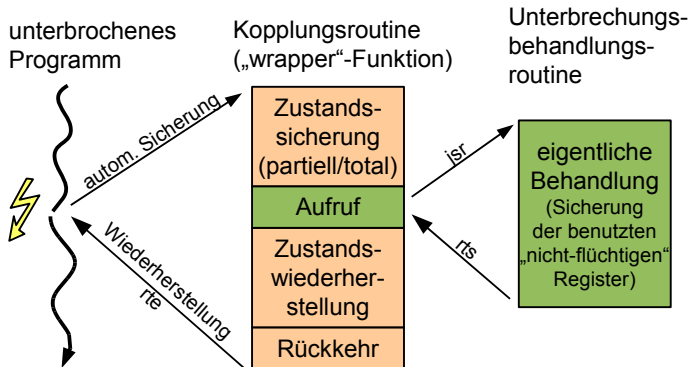 unterbrochenes
Programm
Kopplungsroutine
(„wrapper“-Funktion)
Unterbrechungs-
behandlungs-
routine
autom. Sicherung
Wiederherstellung
rte
Zustands-
sicherung
(partiell/total)
Aufruf
Zustands-
wiederher-
stellung
Rückkehr
jsr
rts
eigentliche
Behandlung
(Sicherung
der benutzten
„nicht-flüchtigen“
Register)